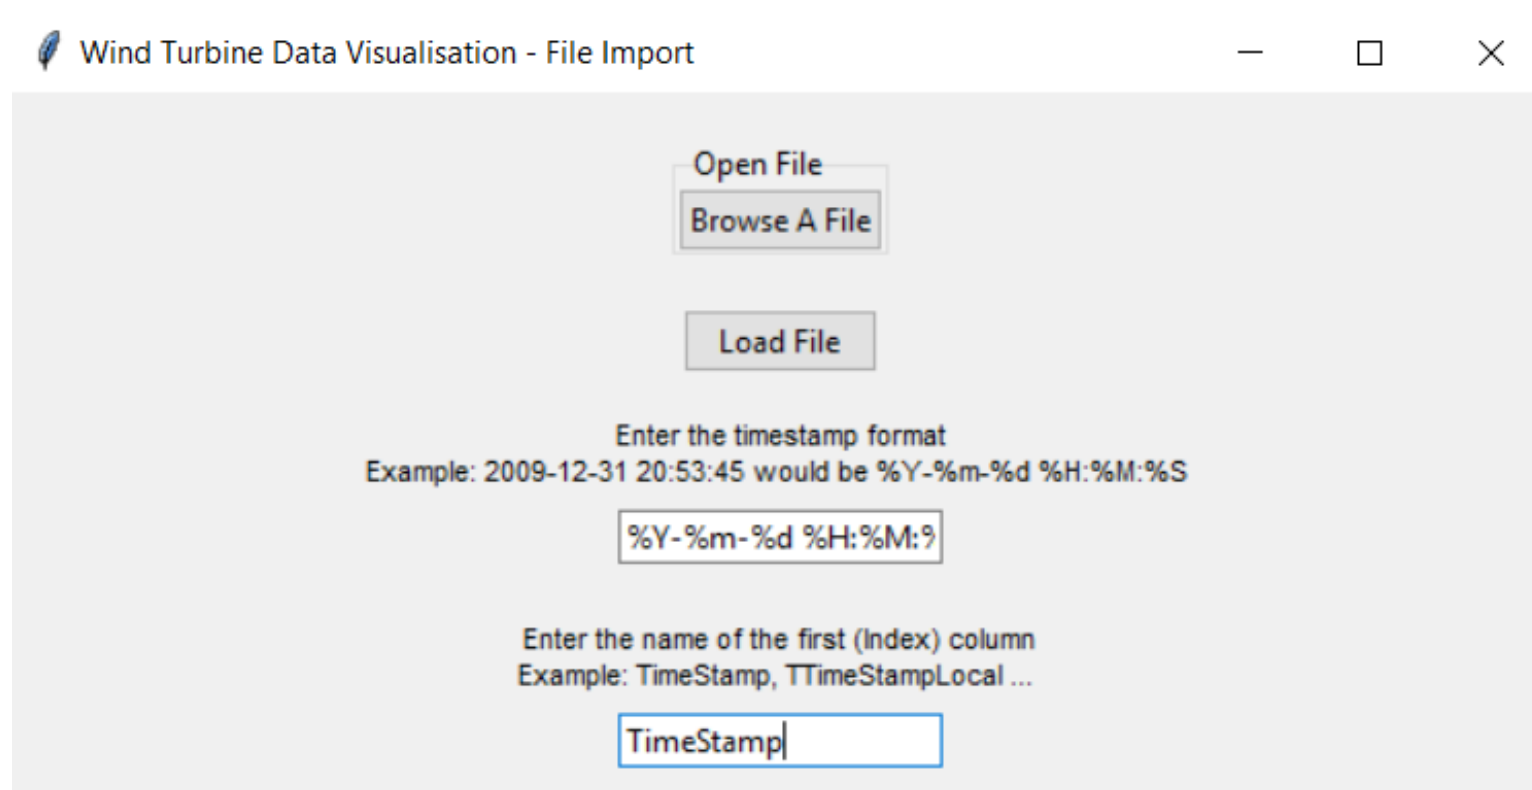 Wind Turbine Data Visualisation - File Import
Open File
Browse A File
Load File
Enter the timestamp format
Example: 2009-12-31 20:53:45 would be %Y-%m-%d %H:%M:%S
%Y-%m-%d %H:%M:%
Enter the name of the first (Index) column
Example: TimeStamp, TTimeStampLocal ...
TimeStamp